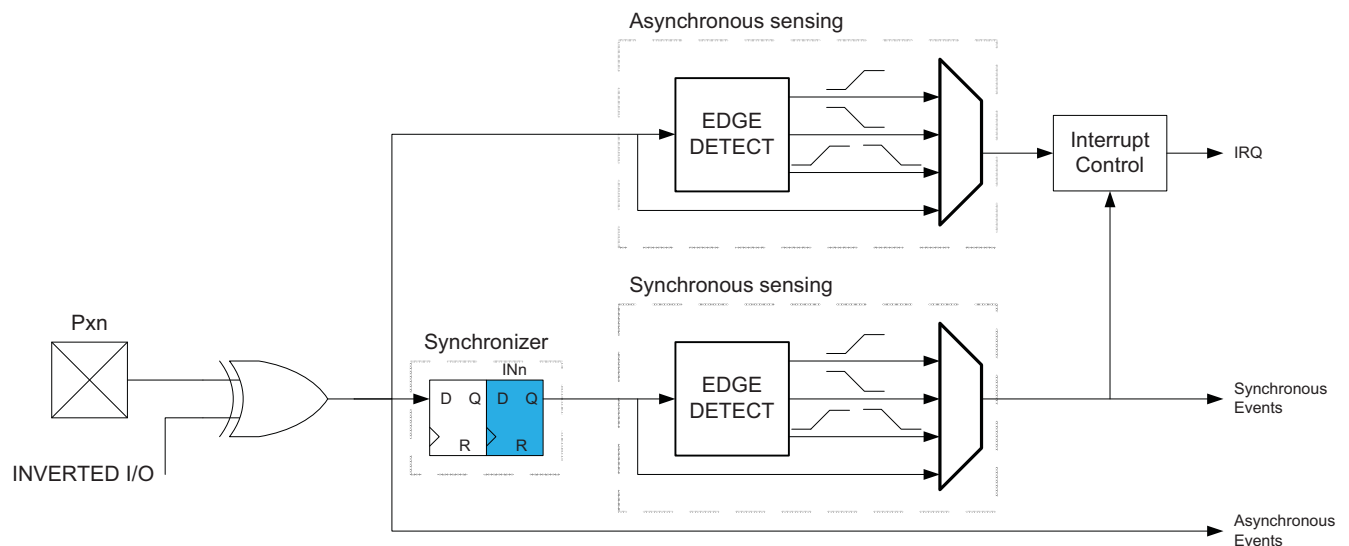 Asynchronous sensing
EDGE
DETECT
Interrupt
Control
IRQ
Synchronous sensing
Pxn
Synchronizer
INn
D Q D Q
R R
EDGE
DETECT
Synchronous
Events
INVERTED I/O
Asynchronous
Events